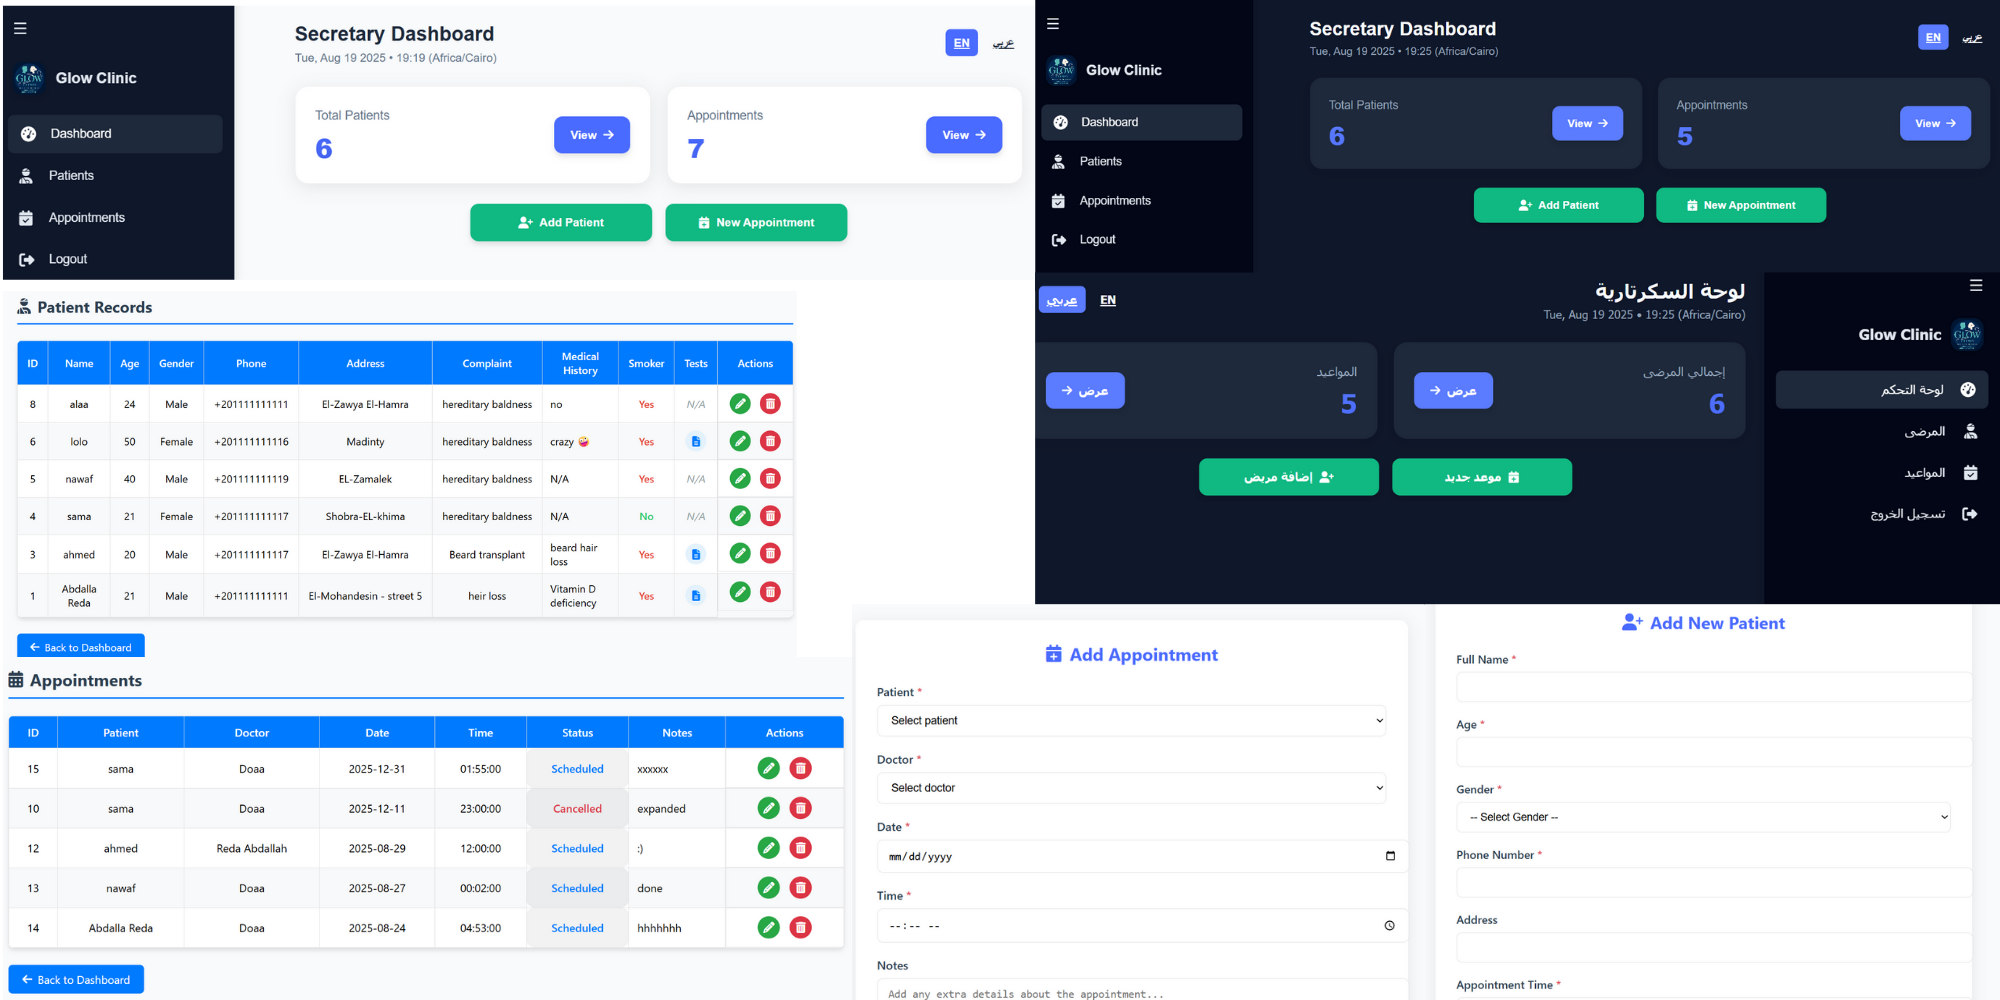 Secretary Dashboard
Tue, Aug 19 2025 • 19:19 (Africa/Cairo)
EN عربي
Glow Clinic
Dashboard
Patients
Appointments
Logout
Total Patients
6
View →
Appointments
7
View →
Add Patient
New Appointment
Secretary Dashboard
Tue, Aug 19 2025 • 19:25 (Africa/Cairo)
EN عربي
GLOW
Glow Clinic
Dashboard
Patients
Appointments
Logout
Total Patients
6
View →
Appointments
5
View →
Add Patient
New Appointment
عربي EN
لوحة السكرتارية
Tue, Aug 19 2025 • 19:25 (Africa/Cairo)
Glow Clinic
لوحة التحكم
المرضى
المواعيد
تسجيل الخروج
إجمالي المرضى
6
عرض →
المواعيد
5
عرض →
إضافة مريض
موعد جديد
Patient Records
ID Name Age Gender Phone Address Complaint Medical History Smoker Tests Actions
8 alaa 24 Male +201111111111 El-Zawya El-Hamra hereditary baldness no Yes N/A
6 lolo 50 Female +201111111116 Madinty hereditary baldness crazy 🤪 Yes
5 nawaf 40 Male +201111111119 EL-Zamalek hereditary baldness N/A Yes N/A
4 sama 21 Female +201111111117 Shobra-EL-khima hereditary baldness N/A No N/A
3 ahmed 20 Male +201111111117 El-Zawya El-Hamra Beard transplant beard hair loss Yes
1 Abdalla Reda 21 Male +201111111111 El-Mohandesin - street 5 heir loss Vitamin D deficiency Yes
← Back to Dashboard
Appointments
ID Patient Doctor Date Time Status Notes Actions
15 sama Doaa 2025-12-31 01:55:00 Scheduled xxxxxx
10 sama Doaa 2025-12-11 23:00:00 Cancelled expanded
12 ahmed Reda Abdallah 2025-08-29 12:00:00 Scheduled :)
13 nawaf Doaa 2025-08-27 00:02:00 Scheduled done
14 Abdalla Reda Doaa 2025-08-24 04:53:00 Scheduled hhhhhhh
← Back to Dashboard
Add Appointment
Patient *
Select patient
Doctor *
Select doctor
Date *
mm/dd/yyyy
Time *
--:-- --
Notes
Add any extra details about the appointment...
Add New Patient
Full Name *
Age *
Gender *
-- Select Gender --
Phone Number *
Address
Appointment Time *